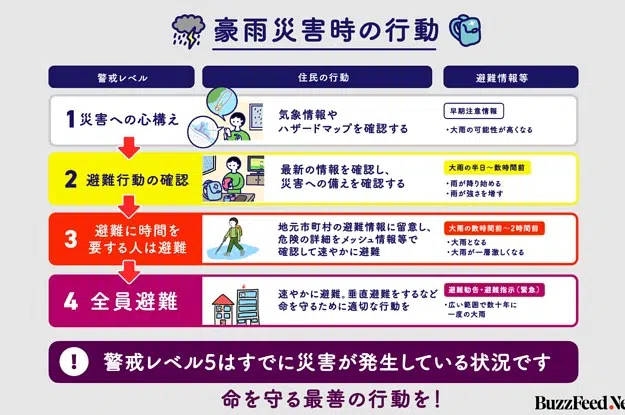 豪雨災害時の行動
警戒レベル
住民の行動
避難情報等
1 災害への心構え
気象情報や
ハザードマップを確認する
早期注意情報
・大雨の可能性が高くなる
2 避難行動の確認
最新の情報を確認し、
災害への備えを確認する
大雨の半日〜数時間前
・雨が降り始める
・雨が強さを増す
3 避難に時間を
要する人は避難
地元市町村の避難情報に留意し、
危険の詳細をメッシュ情報等で
確認して速やかに避難
大雨の数時間前〜2時間前
・大雨となる
・大雨が一層激しくなる
4 全員避難
速やかに避難。垂直避難をするなど
命を守るために適切な行動を
避難勧告・避難指示(緊急)
・広い範囲で数十年に
一度の大雨
! 警戒レベル5はすでに災害が発生している状況です
命を守る最善の行動を!
BuzzFeed.Ne